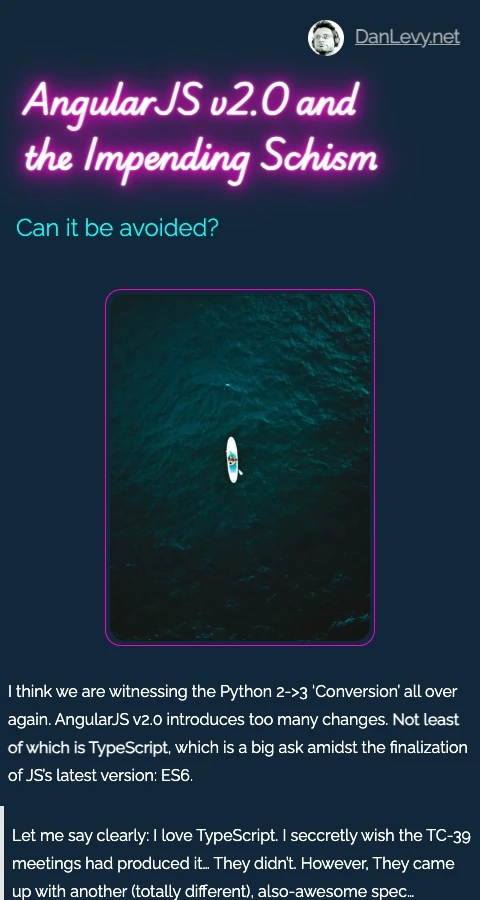 DanLevy.net
AngularJS v2.0 and
the Impending Schism
Can it be avoided?
I think we are witnessing the Python 2->3 ‘Conversion’ all over
again. AngularJS v2.0 introduces too many changes. Not least
of which is TypeScript, which is a big ask amidst the finalization
of JS’s latest version: ES6.
Let me say clearly: I love TypeScript. I seccretly wish the TC-39
meetings had produced it… They didn’t. However, They came
up with another (totally different), also-awesome spec…